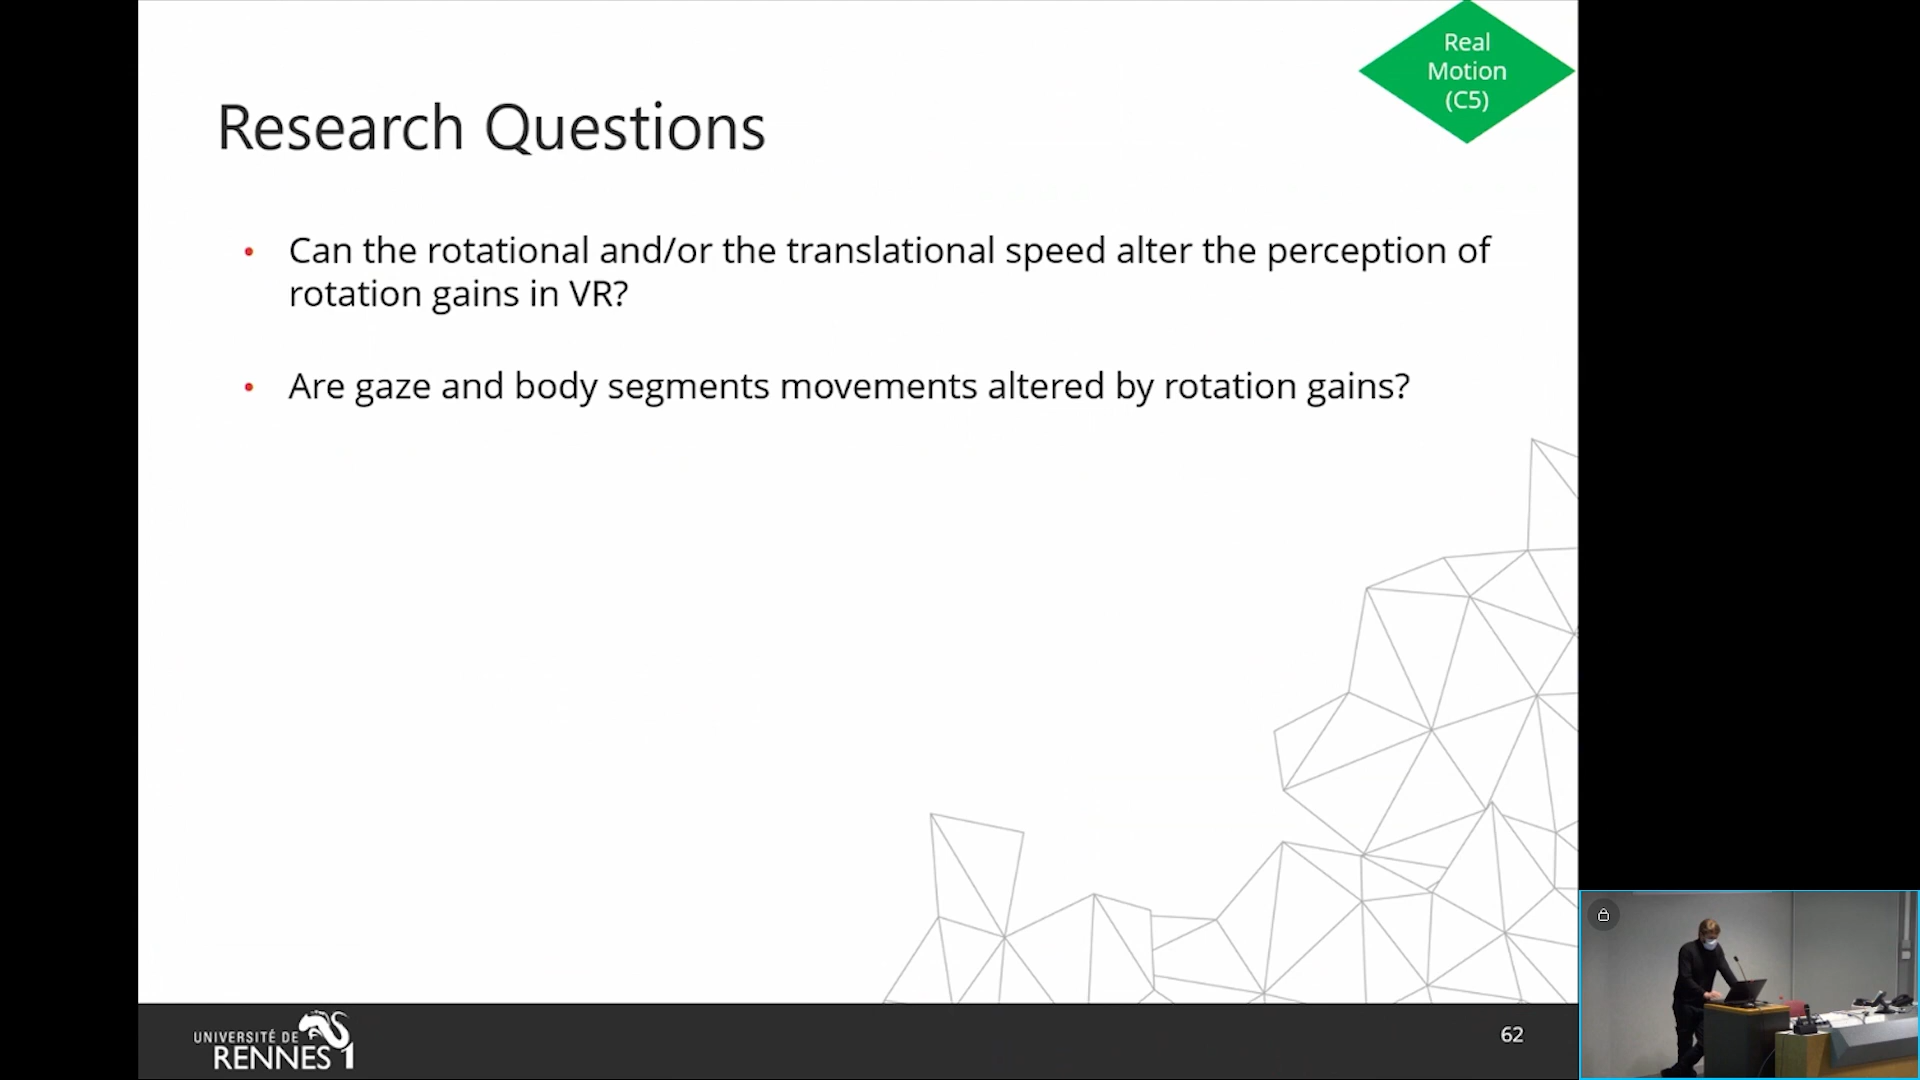 Real
Motion
(C5)
Research Questions
• Can the rotational and/or the translational speed alter the perception of
rotation gains in VR?
• Are gaze and body segments movements altered by rotation gains?
UNIVERSITÉ DE
RENNES 1
62